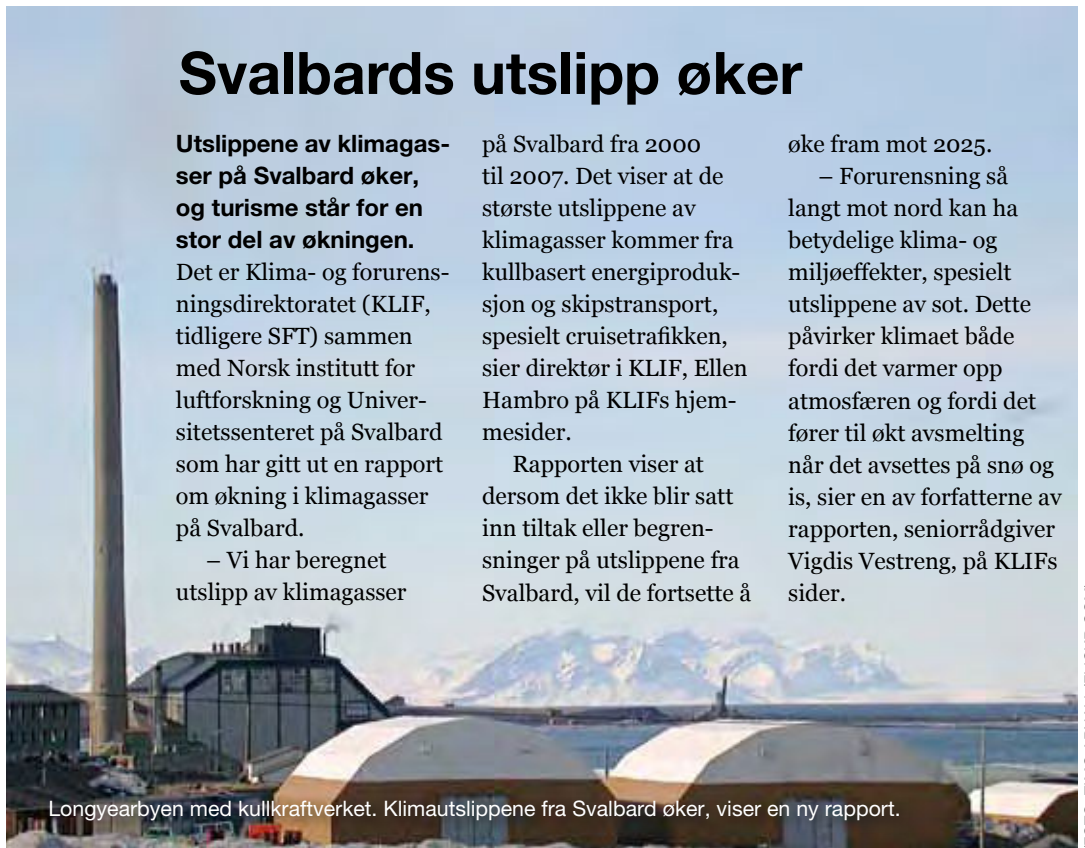 Svalbards utslipp øker
Utslippene av klimagas-
ser på Svalbard øker,
og turisme står for en
stor del av økningen.
Det er Klima- og forurens-
ningsdirektoratet (KLIF,
tidligere SFT) sammen
med Norsk institutt for
luftforskning og Univer-
sitetssenteret på Svalbard
som har gitt ut en rapport
om økning i klimagasser
på Svalbard.
– Vi har beregnet
utslipp av klimagasser
på Svalbard fra 2000
til 2007. Det viser at de
største utslippene av
klimagasser kommer fra
kullbasert energiproduk-
sjon og skipstransport,
spesielt cruisetrafikken,
sier direktør i KLIF, Ellen
Hambro på KLIFs hjem-
mesider.
Rapporten viser at
dersom det ikke blir satt
inn tiltak eller begren-
sninger på utslippene fra
Svalbard, vil de fortsette å
øke fram mot 2025.
– Forurensning så
langt mot nord kan ha
betydelige klima- og
miljøeffekter, spesielt
utslippene av sot. Dette
påvirker klimaet både
fordi det varmer opp
atmosfæren og fordi det
fører til økt avsmelting
når det avsettes på snø og
is, sier en av forfatterne av
rapporten, seniorrådgiver
Vigdis Vestreng, på KLIFs
sider.
Longyearbyen med kullkraftverket. Klimautslippene fra Svalbard øker, viser en ny rapport.